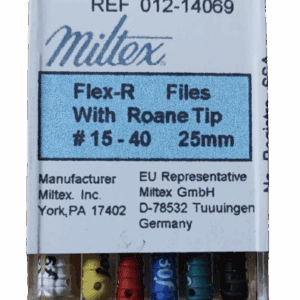 REF 012-14069
Miltex
Flex-R Files
With Roane Tip
# 15 - 40 25mm
Manufacturer
Miltex. Inc.
York,PA 17402
EU Representative
Miltex GmbH
D-78532 Tuuuingen
Germany